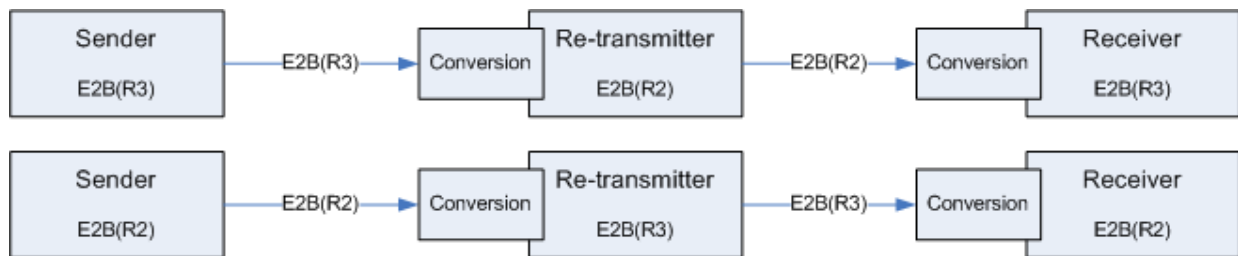 Sender
E2B(R3)
E2B(R3)
Conversion
Re-transmitter
E2B(R2)
E2B(R2)
Conversion
Receiver
E2B(R3)
Sender
E2B(R2)
E2B(R2)
Conversion
Re-transmitter
E2B(R3)
E2B(R3)
Conversion
Receiver
E2B(R2)